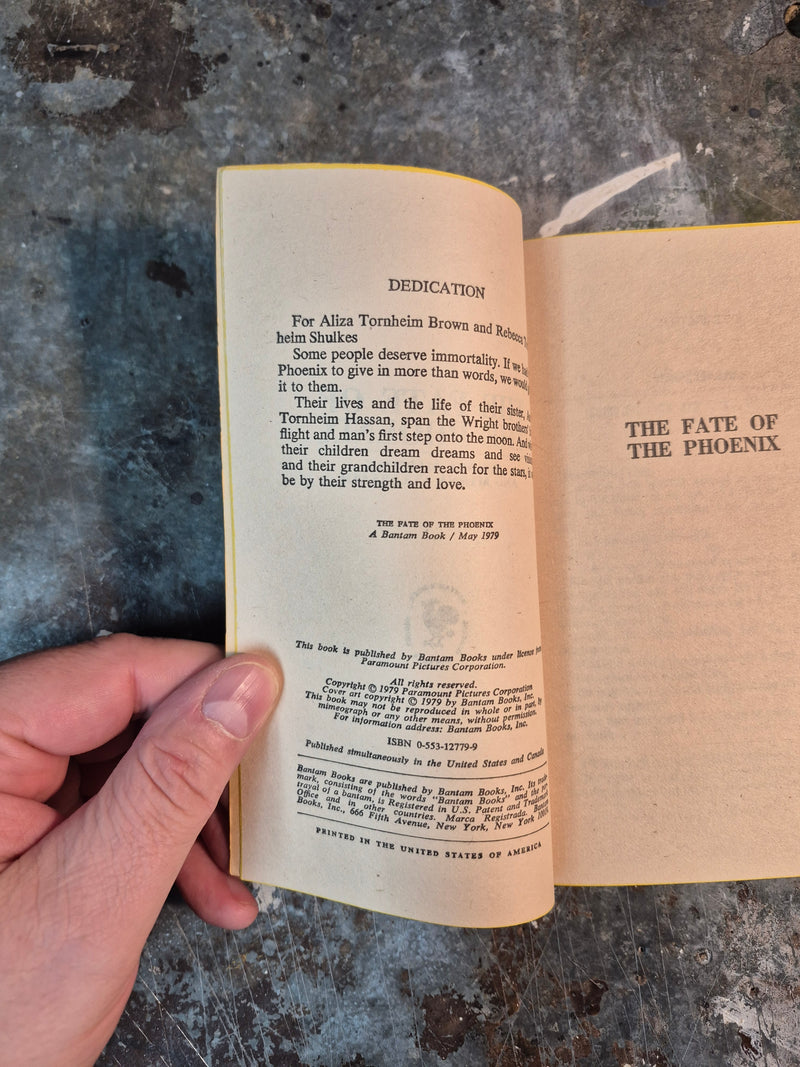 DEDICATION
For Aliza Tornheim Brown and Rebecca
heim Shulkes
Some people deserve immortality. If we
Phoenix to give in more than words, we would
it to them.
Their lives and the life of their sister,
Tornheim Hassan, span the Wright brothers'
flight and man's first step onto the moon. And
their children dream dreams and see
and their grandchildren reach for the stars,
be by their strength and love.
THE FATE OF THE PHOENIX
A Bantam Book / May 1979
This book is published by Bantam Books under licence from
Paramount Pictures Corporation.
All rights reserved.
Copyright © 1979 Paramount Pictures Corporation
Cover art copyright © 1979 by Bantam Books, Inc.
This book may not be reproduced in whole or in part, by
mimeograph or any other means, without permission.
For information address: Bantam Books, Inc.
ISBN 0-553-12779-9
Published simultaneously in the United States and Canada
Bantam Books are published by Bantam Books, Inc. Its trade-
mark, consisting of the words "Bantam Books" and the por-
trayal of a bantam, is Registered in U.S. Patent and Trademark
Office and in other countries. Marca Registrada. Bantam
Books, Inc., 666 Fifth Avenue, New York, New York
PRINTED IN THE UNITED STATES OF AMERICA
THE FATE OF
THE PHOENIX